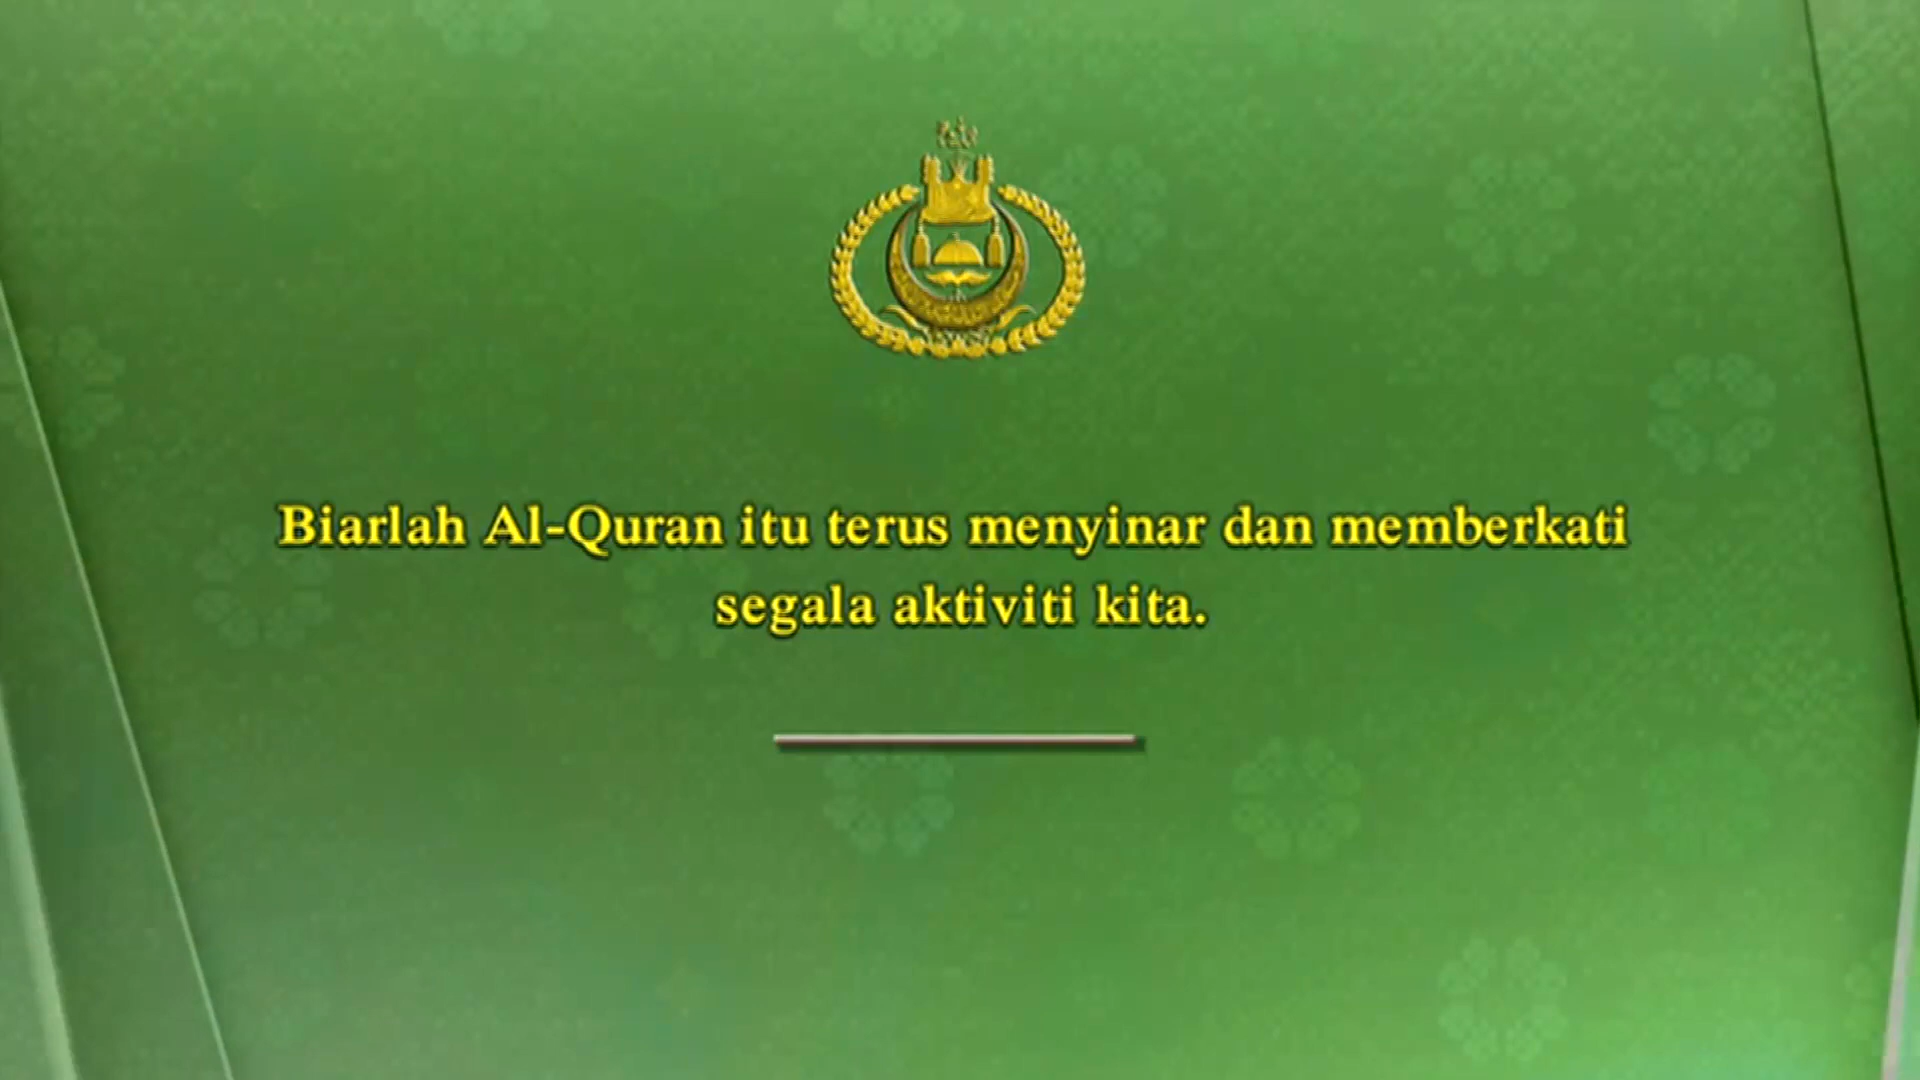 Biarlah Al-Quran itu terus menyinar dan memberkati
segala aktiviti kita.